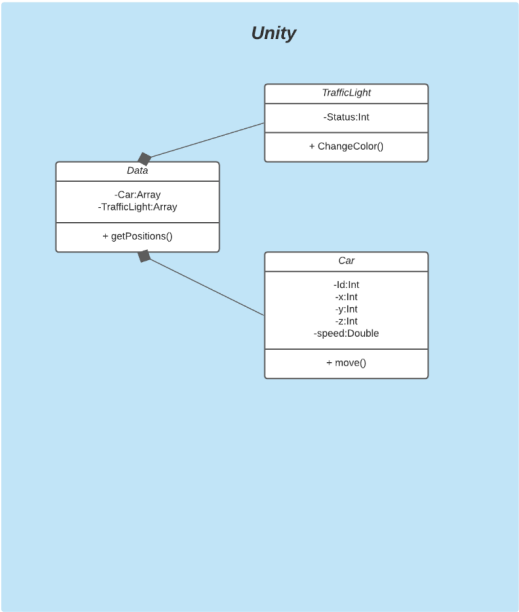 Unity
TrafficLight
-Status:Int
+ ChangeColor()
Data
-Car:Array
-TrafficLight:Array
+ getPositions()
Car
-Id:Int
-x:Int
-y:Int
-z:Int
-speed:Double
+ move()